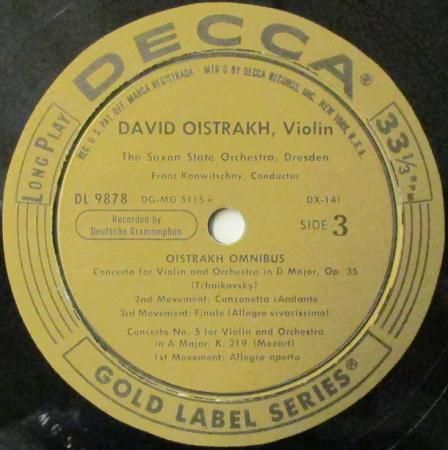 DECCA®
REG. U.S. PAT. OFF. MARCA REGISTRADA - MFR'D BY DECCA RECORDS, INC., NEW YORK, U.S.A.
LONG PLAY
33 1/3 RPM
DAVID OISTRAKH, Violin
The Saxon State Orchestra, Dresden
Franz Konwitschny, Conductor
DL 9878 DG-MG 5115 DX-141
Recorded by
Deutsche Grammophon
SIDE 3
OISTRAKH OMNIBUS
Concerto for Violin and Orchestra in D Major, Op. 35
(Tchaikovsky)
2nd Movement: Canzonetta (Andante
3rd Movement: Finale (Allegro vivacissimo)
Concerto No. 5 for Violin and Orchestra
in A Major, K. 219 (Mozart)
1st Movement: Allegro aperto
GOLD LABEL SERIES®